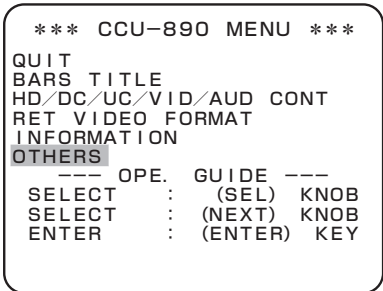 *** CCU-890 MENU ***
QUIT
BARS TITLE
HD/DC/UC/VID/AUD CONT
RET VIDEO FORMAT
INFORMATION
OTHERS
--- OPE. GUIDE ---
SELECT : (SEL) KNOB
SELECT : (NEXT) KNOB
ENTER : (ENTER) KEY